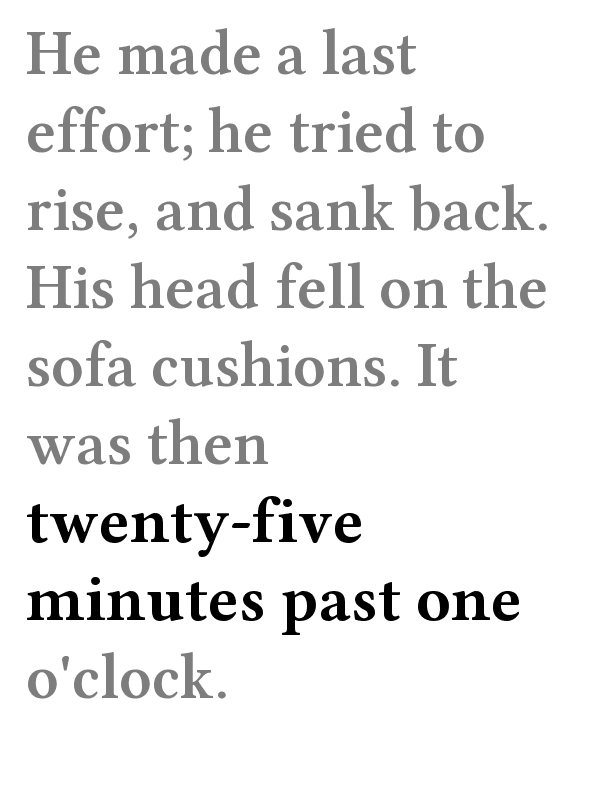 He made a last
effort; he tried to
rise, and sank back.
His head fell on the
sofa cushions. It
was then
twenty-five
minutes past one
o'clock.